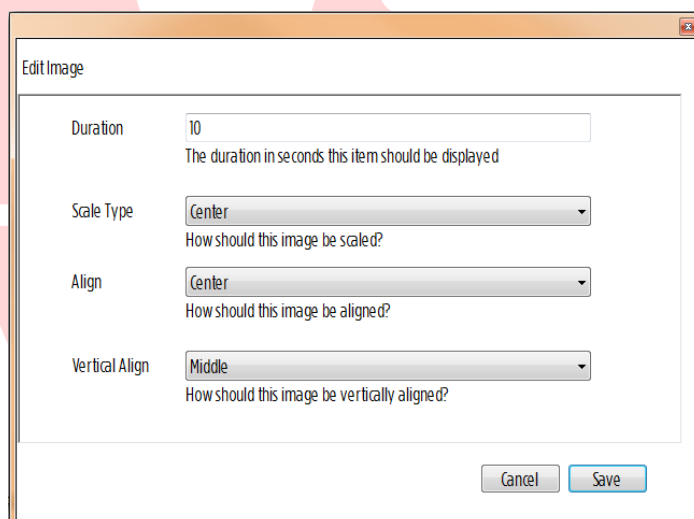 Edit Image
Duration
10
The duration in seconds this item should be displayed
Scale Type
Center
How should this image be scaled?
Align
Center
How should this image be aligned?
Vertical Align
Middle
How should this image be vertically aligned?
Cancel Save